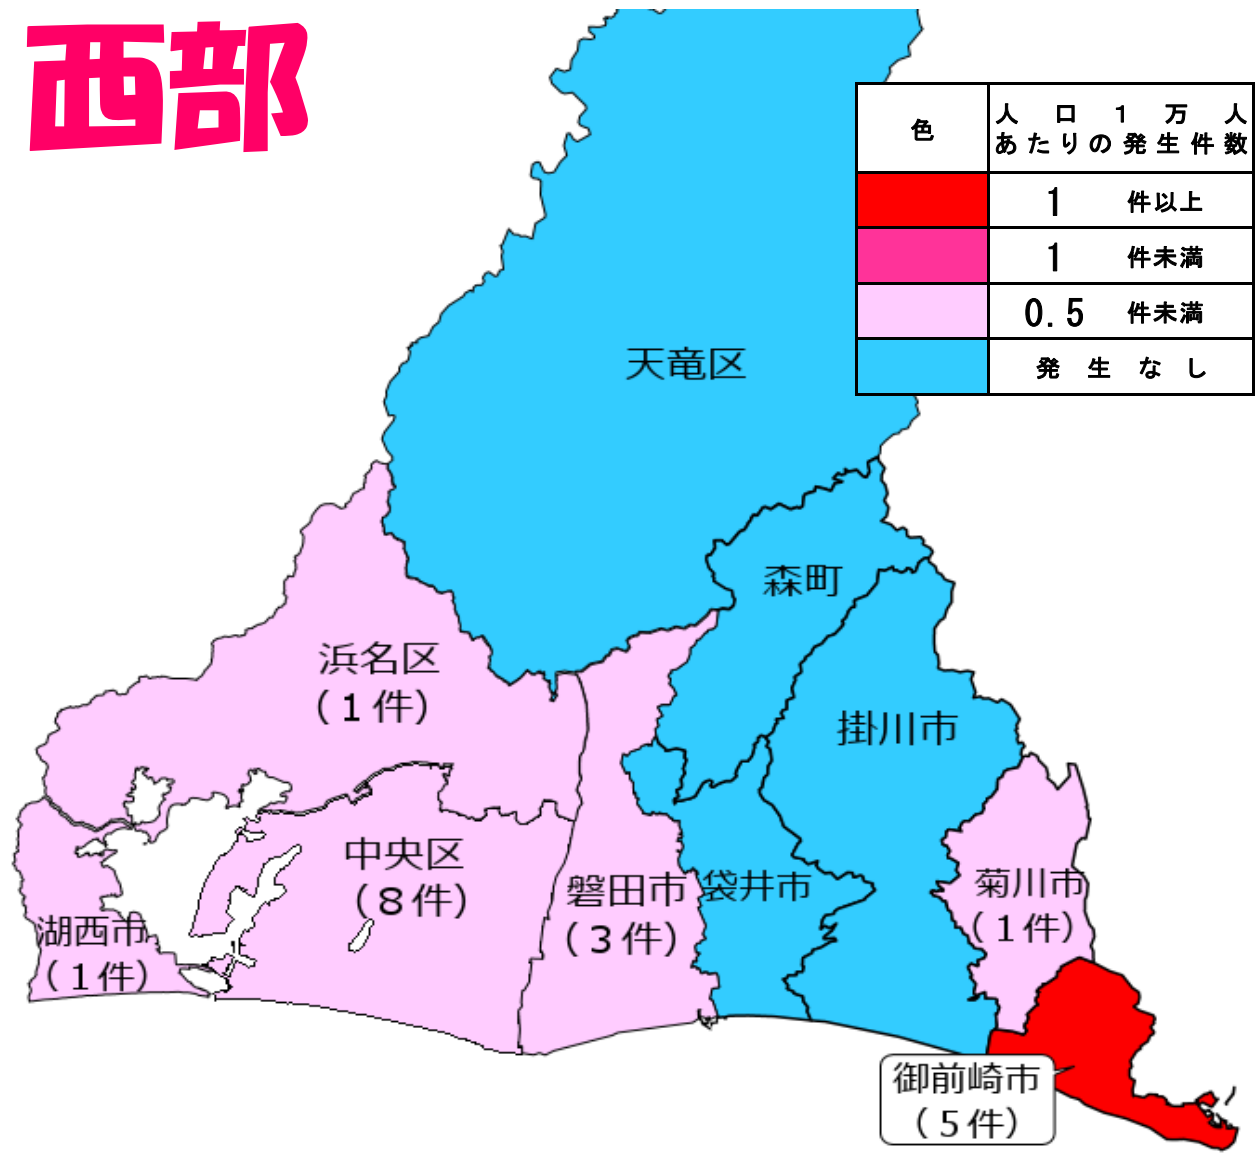 西部
色
人口1万人
あたりの発生件数
1 件以上
1 件未満
0.5 件未満
発生なし
天竜区
森町
浜名区
（1件）
掛川市
中央区
（8件）
磐田市
（3件）
袋井市
菊川市
（1件）
湖西市
（1件）
御前崎市
（5件）